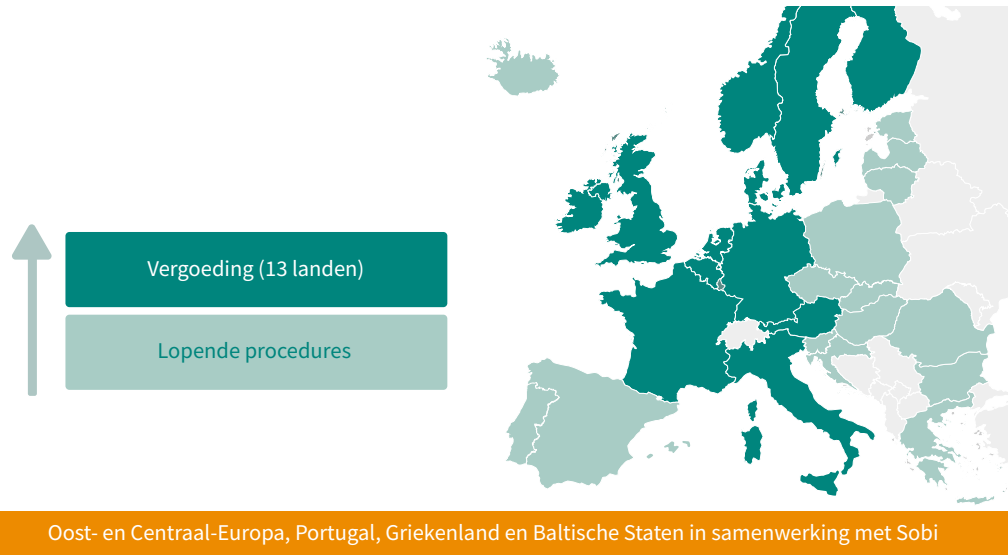 Vergoeding (13 landen)
Lopende procedures
Oost- en Centraal-Europa, Portugal, Griekenland en Baltische Staten in samenwerking met Sobi